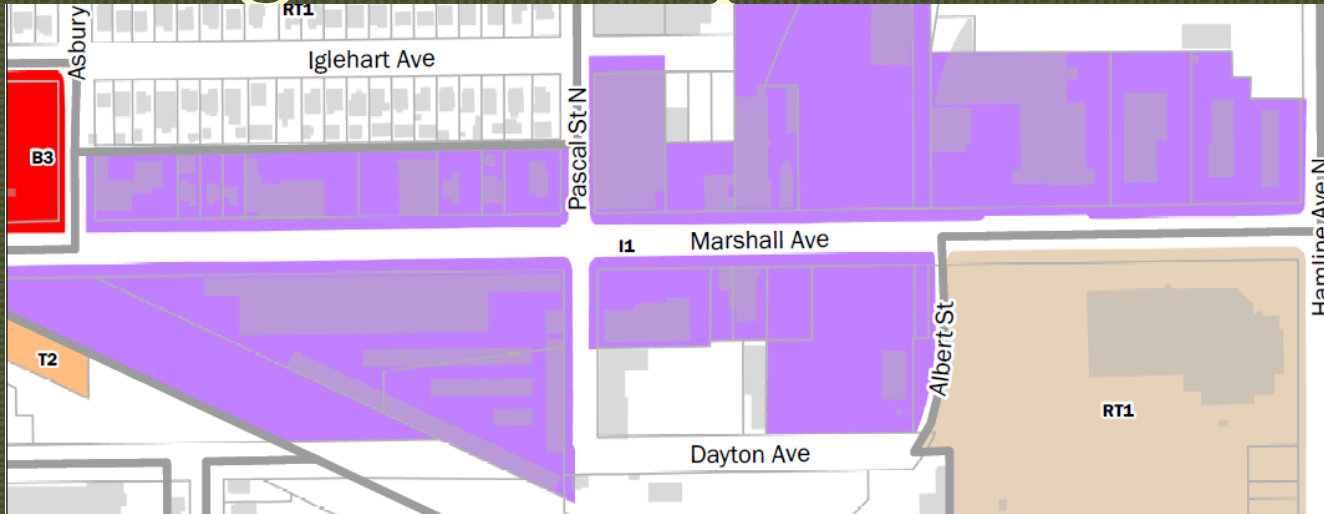 RT1
Asbury
Iglehart Ave
Pascal St N
B3
I1
Marshall Ave
Hamline Ave N
T2
Albert St
RT1
Dayton Ave